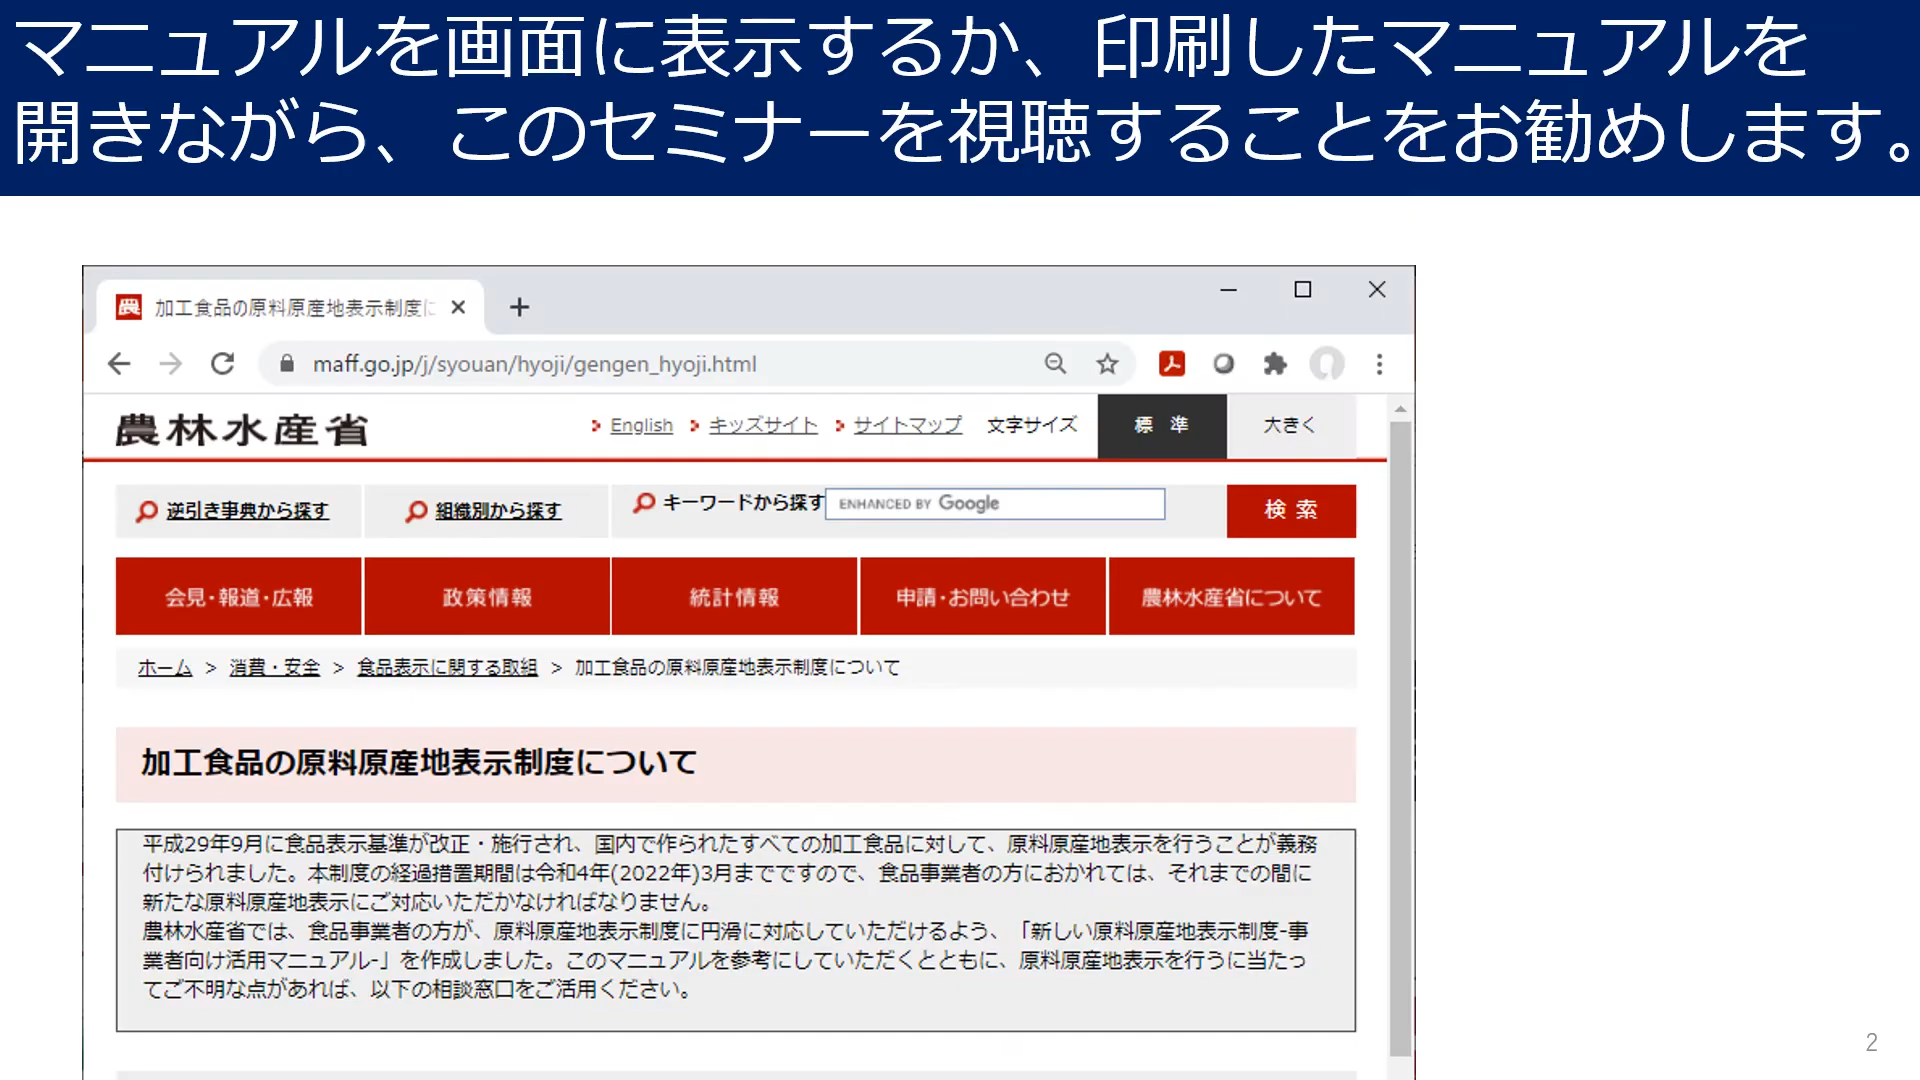 マニュアルを画面に表示するか、印刷したマニュアルを
開きながら、このセミナーを視聴することをお勧めします。
加工食品の原料原産地表示制度に
maff.go.jp/j/syouan/hyoji/gengen_hyoji.html
農林水産省 English キッズサイト サイトマップ 文字サイズ 標 準 大きく
逆引き事典から探す 組織別から探す キーワードから探す ENHANCED BY Google 検 索
会見・報道・広報 政策情報 統計情報 申請・お問い合わせ 農林水産省について
ホーム > 消費・安全 > 食品表示に関する取組 > 加工食品の原料原産地表示制度について
加工食品の原料原産地表示制度について
平成29年9月に食品表示基準が改正・施行され、国内で作られたすべての加工食品に対して、原料原産地表示を行うことが義務
付けられました。本制度の経過措置期間は令和4年(2022年)3月までですので、食品事業者の方におかれては、それまでの間に
新たな原料原産地表示にご対応いただかなければなりません。
農林水産省では、食品事業者の方が、原料原産地表示制度に円滑に対応していただけるよう、「新しい原料原産地表示制度-事
業者向け活用マニュアル-」を作成しました。このマニュアルを参考にしていただくとともに、原料原産地表示を行うに当たっ
てご不明な点があれば、以下の相談窓口をご活用ください。
2